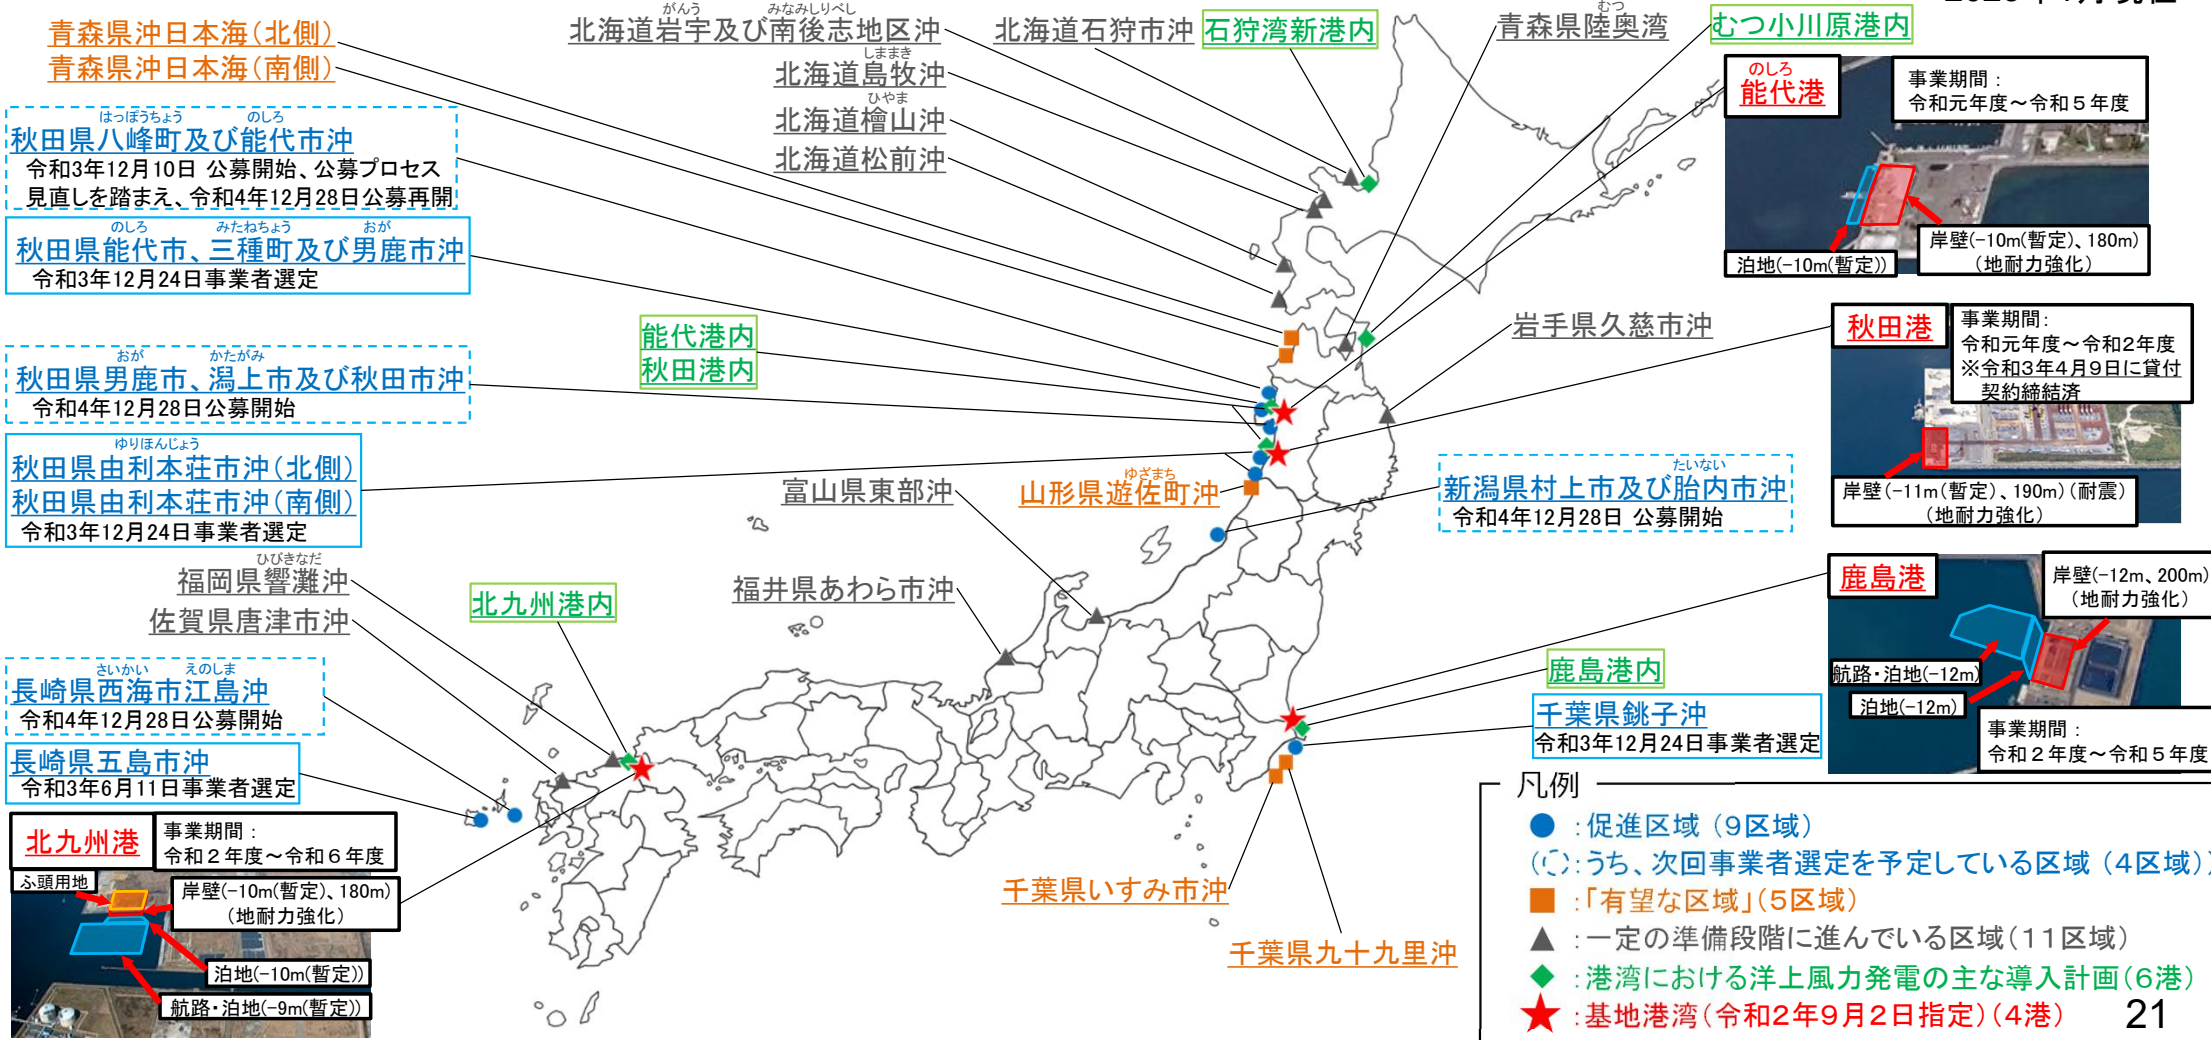 青森県沖日本海(北側)
青森県沖日本海(南側)
はっぽうちょう のしろ
秋田県八峰町及び能代市沖
令和3年12月10日 公募開始、公募プロセス
見直しを踏まえ、令和4年12月28日公募再開
のしろ みたねちょう おが
秋田県能代市、三種町及び男鹿市沖
令和3年12月24日事業者選定
おが かたがみ
秋田県男鹿市、潟上市及び秋田市沖
令和4年12月28日公募開始
ゆりほんじょう
秋田県由利本荘市沖(北側)
秋田県由利本荘市沖(南側)
令和3年12月24日事業者選定
ひびきなだ
福岡県響灘沖
佐賀県唐津市沖
さいかい えのしま
長崎県西海市江島沖
令和4年12月28日公募開始
長崎県五島市沖
令和3年6月11日事業者選定
北九州港
事業期間:
令和2年度～令和6年度
ふ頭用地
岸壁(-10m(暫定)、180m)
(地耐力強化)
泊地(-10m(暫定))
航路・泊地(-9m(暫定))
がんう みなみしりべし
北海道岩宇及び南後志地区沖
しままき
北海道島牧沖
ひやま
北海道檜山沖
北海道松前沖
北海道石狩市沖
石狩湾新港内
むつ
青森県陸奥湾
むつ小川原港内
能代港内
秋田港内
岩手県久慈市沖
富山県東部沖
ゆざまち
山形県遊佐町沖
たいない
新潟県村上市及び胎内市沖
令和4年12月28日 公募開始
福井県あわら市沖
北九州港内
鹿島港内
千葉県銚子沖
令和3年12月24日事業者選定
千葉県いすみ市沖
千葉県九十九里沖
のしろ
能代港
事業期間:
令和元年度～令和5年度
岸壁(-10m(暫定)、180m)
(地耐力強化)
泊地(-10m(暫定))
秋田港
事業期間:
令和元年度～令和2年度
※令和3年4月9日に貸付
契約締結済
岸壁(-11m(暫定)、190m)(耐震)
(地耐力強化)
鹿島港
岸壁(-12m、200m)
(地耐力強化)
航路・泊地(-12m)
泊地(-12m)
事業期間:
令和2年度～令和5年度
凡例
:促進区域 (9区域)
( ):うち、次回事業者選定を予定している区域 (4区域))
:「有望な区域」(5区域)
:一定の準備段階に進んでいる区域(11区域)
:港湾における洋上風力発電の主な導入計画(6港)
:基地港湾(令和2年9月2日指定)(4港)
21